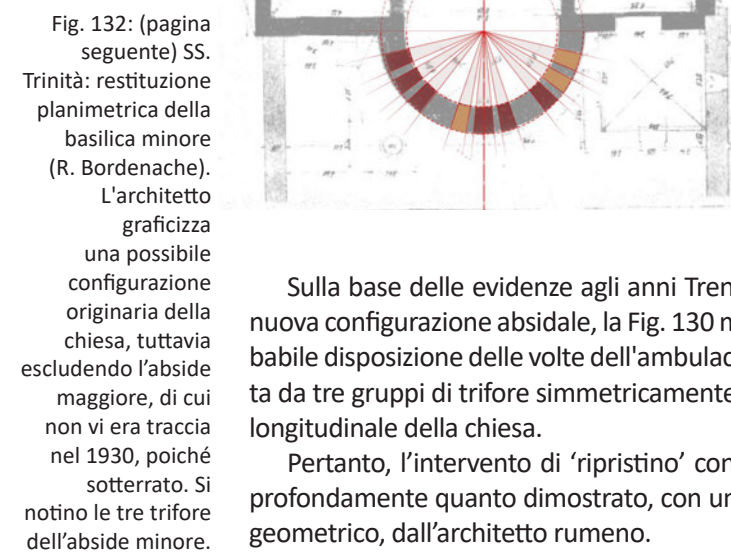 Fig. 132: (pagina
seguente) SS.
Trinità: restituzione
planimetrica della
basilica minore
(R. Bordenache).
L'architetto
graficizza
una possibile
configurazione
originaria della
chiesa, tuttavia
escludendo l’abside
maggiore, di cui
non vi era traccia
nel 1930, poiché
sotterrato. Si
notino le tre trifore
dell’abside minore.
Sulla base delle evidenze agli anni Tren
nuova configurazione absidale, la Fig. 130 
babile disposizione delle volte dell'ambulac
ta da tre gruppi di trifore simmetricamente
longitudinale della chiesa.
Pertanto, l’intervento di ‘ripristino’ con
profondamente quanto dimostrato, con un
geometrico, dall’architetto rumeno.